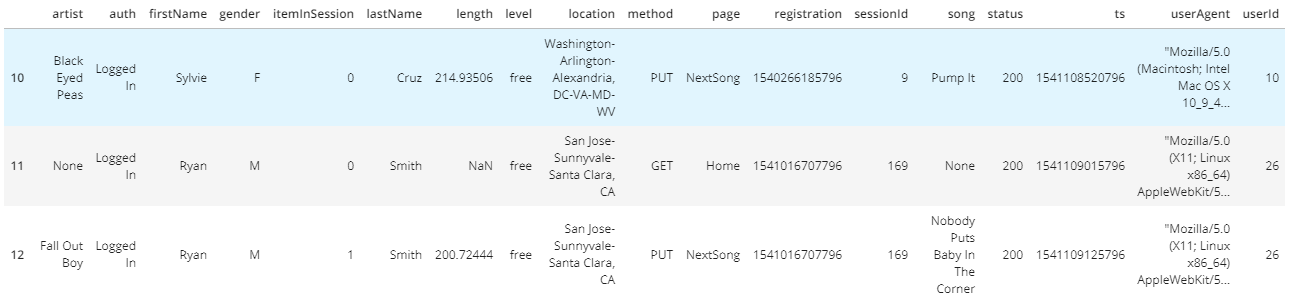 artist auth firstName gender itemInSession lastName length level location method page registration sessionId song status ts userAgent userId
10 Black Eyed Peas Logged In Sylvie F 0 Cruz 214.93506 free Washington-Arlington-Alexandria, DC-VA-MD-WV PUT NextSong 1540266185796 9 Pump It 200 1541108520796 "Mozilla/5.0 (Macintosh; Intel Mac OS X 10_9_4... 10
11 None Logged In Ryan M 0 Smith NaN free San Jose-Sunnyvale-Santa Clara, CA GET Home 1541016707796 169 None 200 1541109015796 "Mozilla/5.0 (X11; Linux x86_64) AppleWebKit/5... 26
12 Fall Out Boy Logged In Ryan M 1 Smith 200.72444 free San Jose-Sunnyvale-Santa Clara, CA PUT NextSong 1541016707796 169 Nobody Puts Baby In The Corner 200 1541109125796 "Mozilla/5.0 (X11; Linux x86_64) AppleWebKit/5... 26